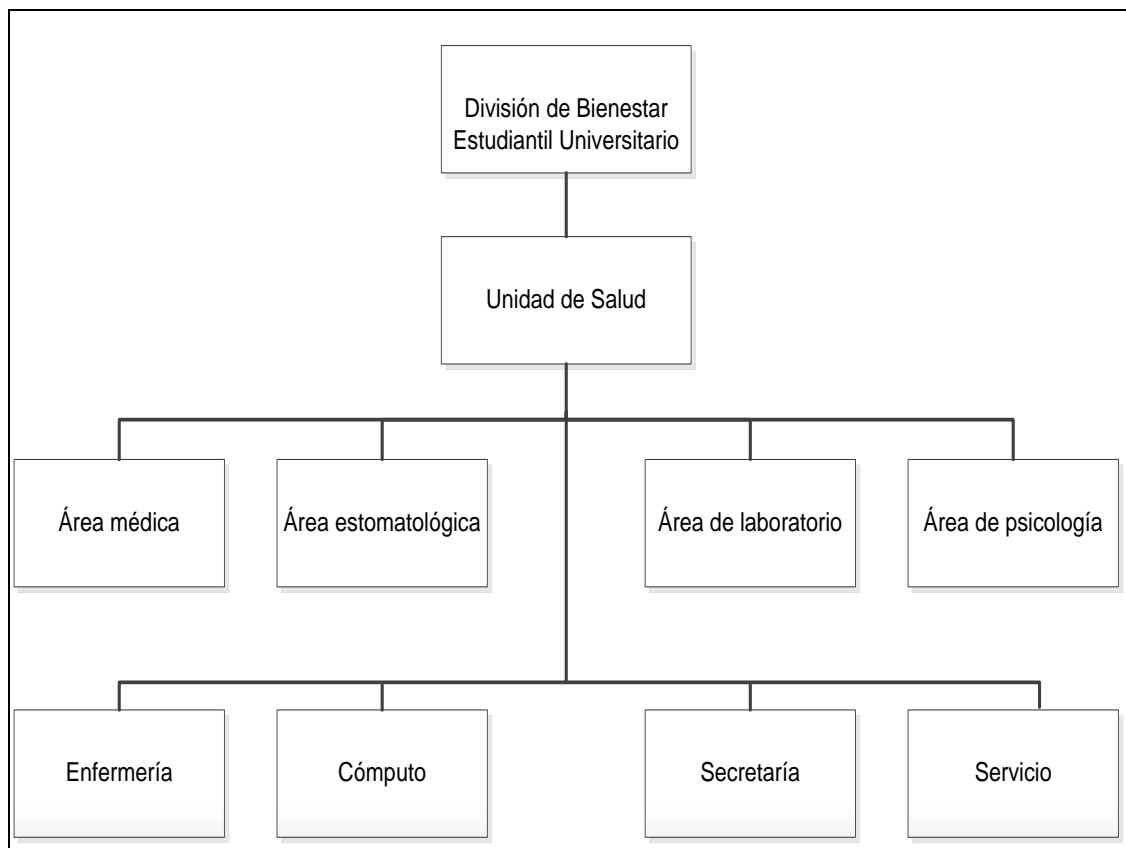 División de Bienestar
Estudiantil Universitario
Unidad de Salud
Área médica
Área estomatológica
Área de laboratorio
Área de psicología
Enfermería
Cómputo
Secretaría
Servicio